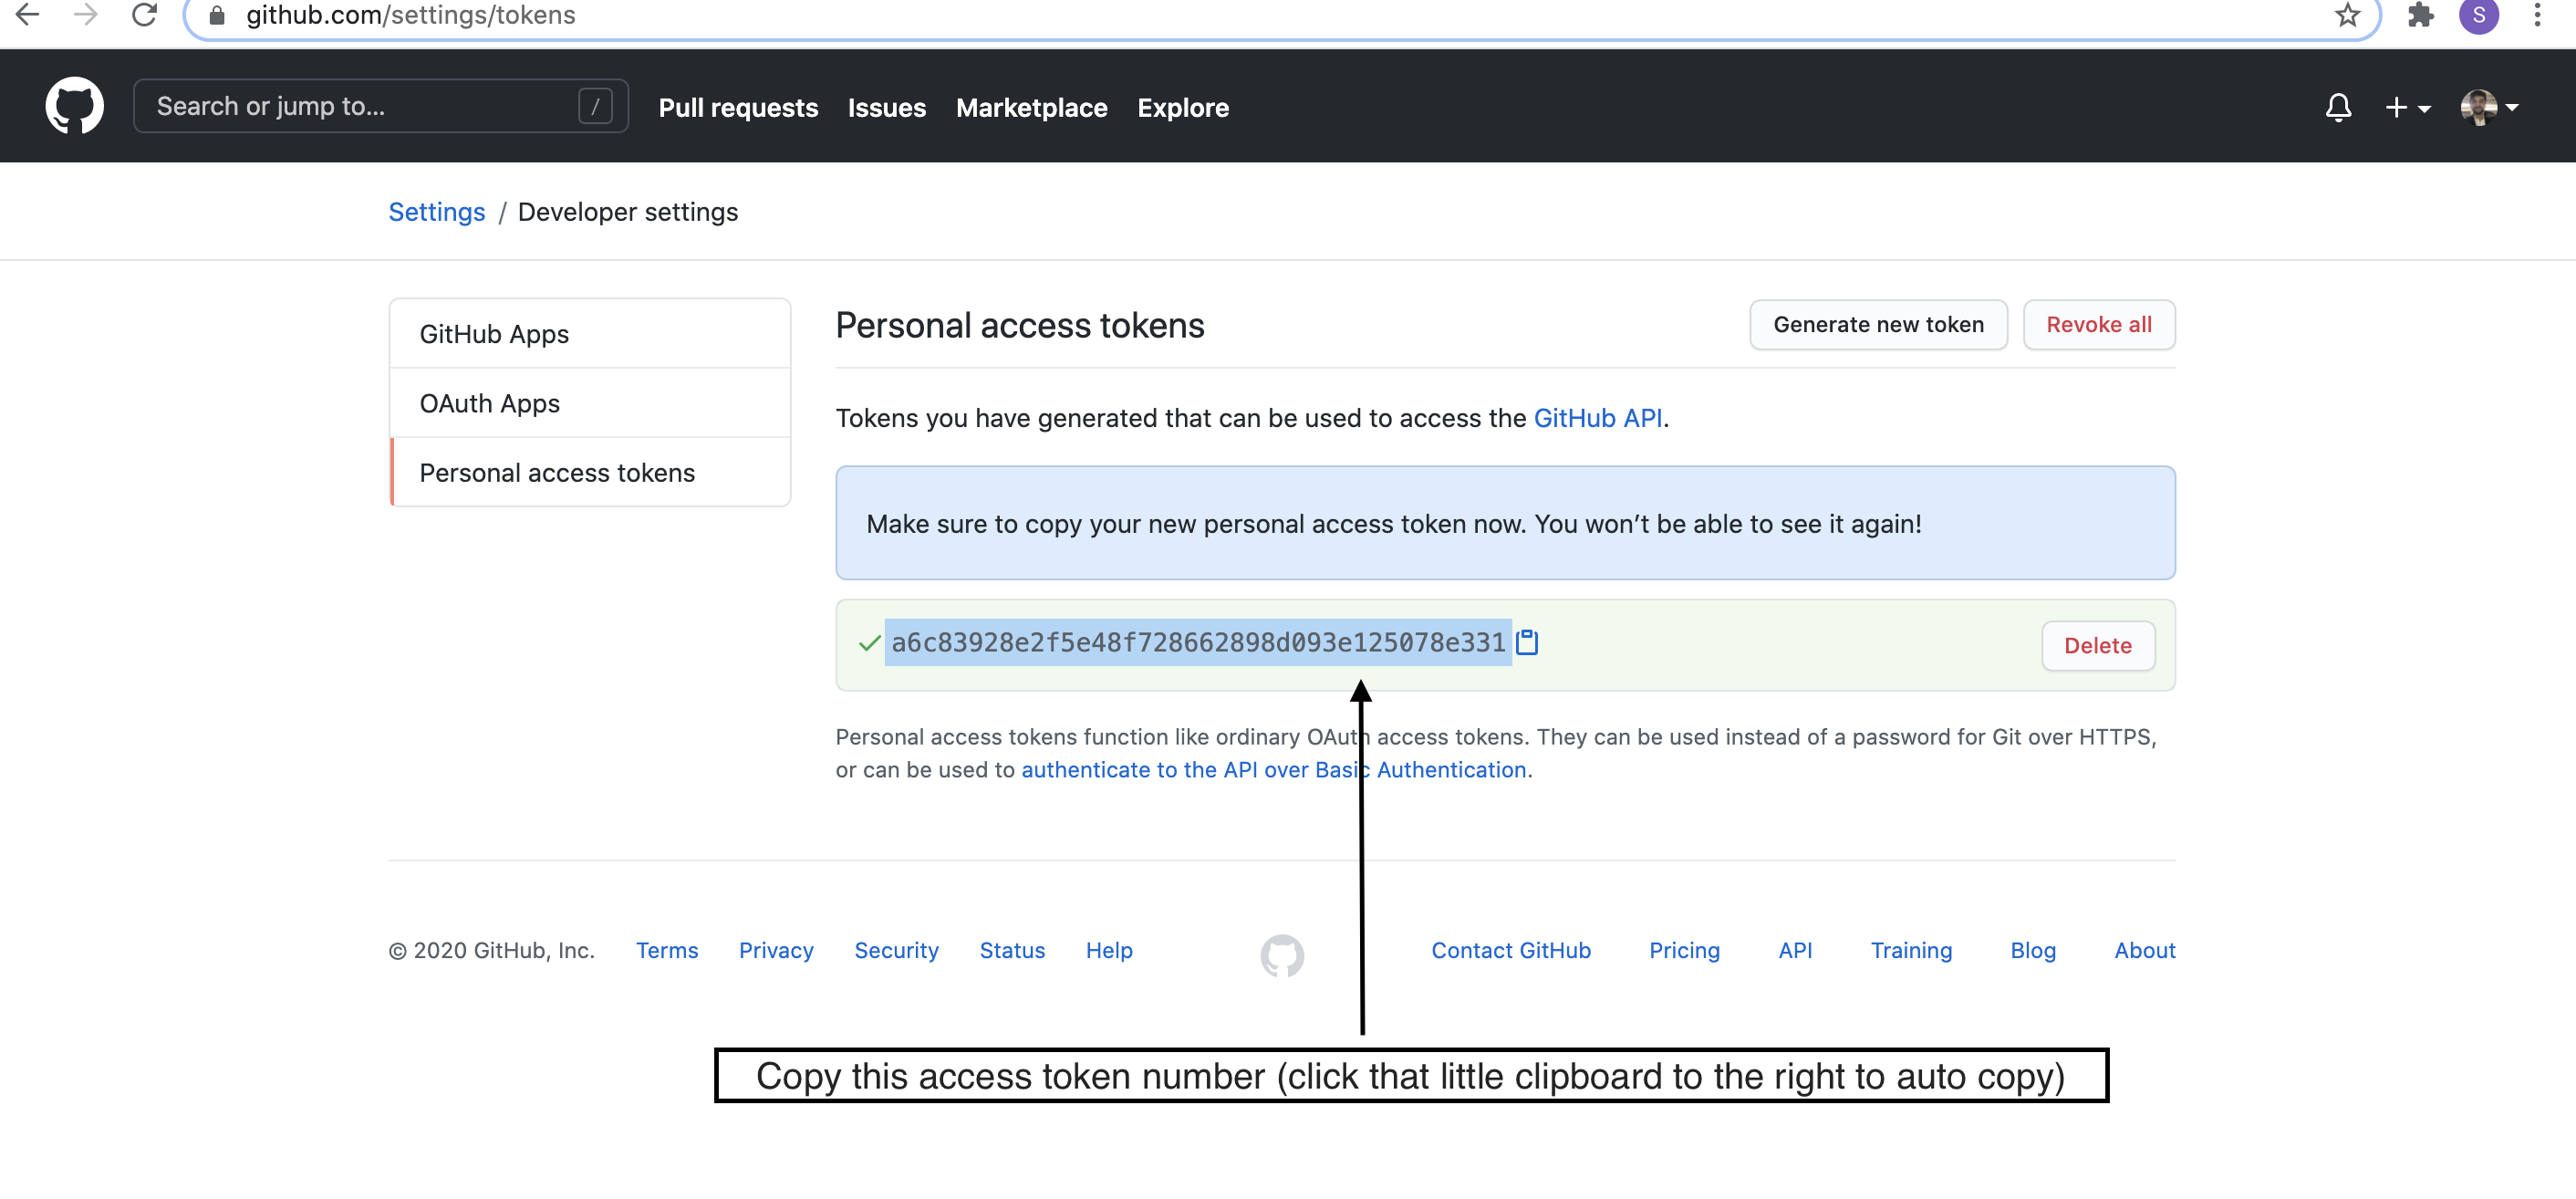 github.com/settings/tokens
S
Search or jump to... /
Pull requests Issues Marketplace Explore
Settings / Developer settings
GitHub Apps
OAuth Apps
Personal access tokens
Personal access tokens
Generate new token Revoke all
Tokens you have generated that can be used to access the GitHub API.
Make sure to copy your new personal access token now. You won’t be able to see it again!
a6c83928e2f5e48f728662898d093e125078e331
Delete
Personal access tokens function like ordinary OAuth access tokens. They can be used instead of a password for Git over HTTPS,
or can be used to authenticate to the API over Basic Authentication.
© 2020 GitHub, Inc. Terms Privacy Security Status Help Contact GitHub Pricing API Training Blog About
Copy this access token number (click that little clipboard to the right to auto copy)